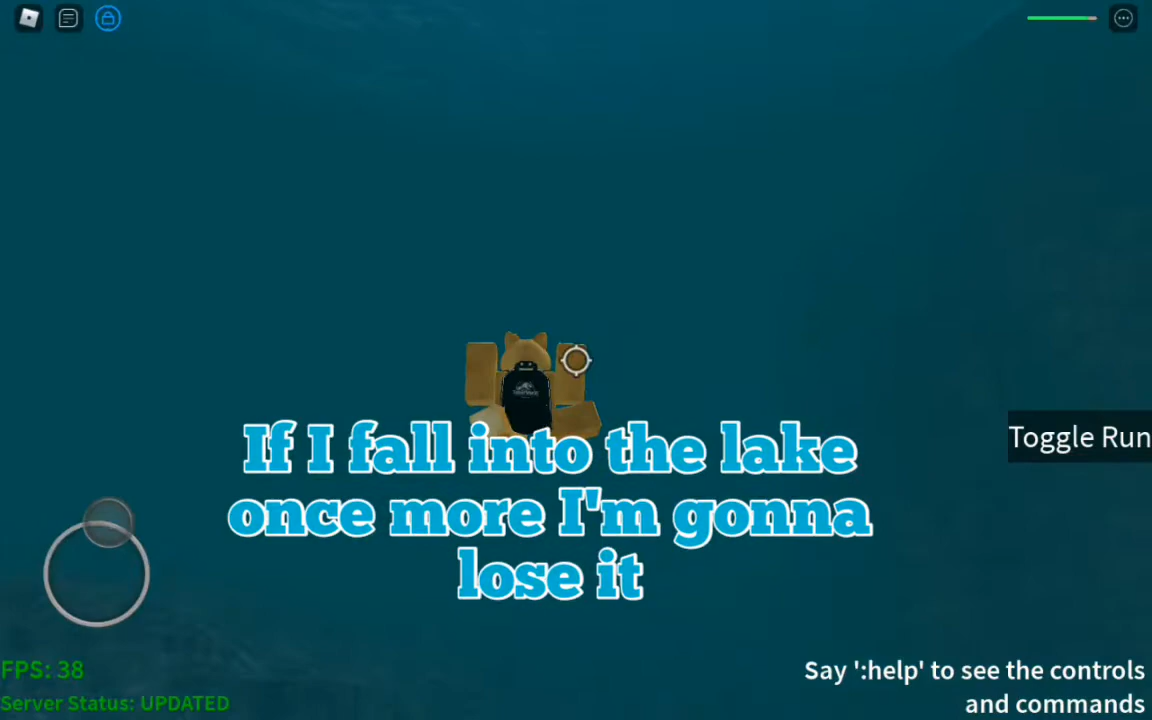 If I fall into the lake
once more I'm gonna
lose it
Toggle Run
FPS: 38
Server Status: UPDATED
Say ':help' to see the controls
and commands